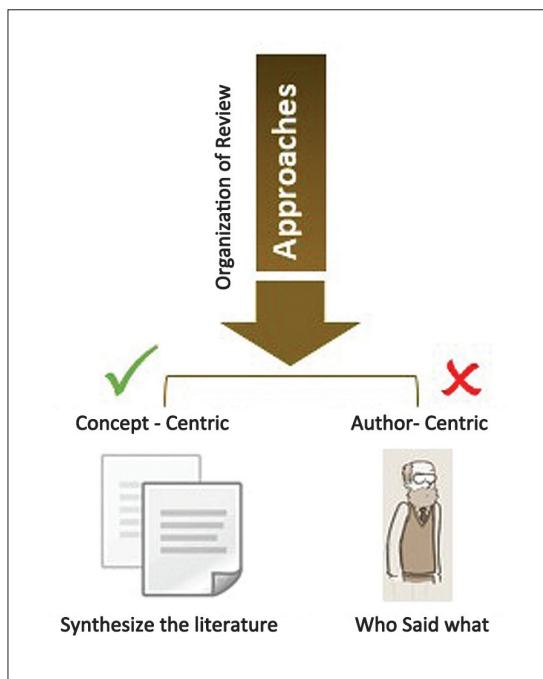 Organization of Review
Approaches
Concept - Centric
Author- Centric
Synthesize the literature
Who Said what